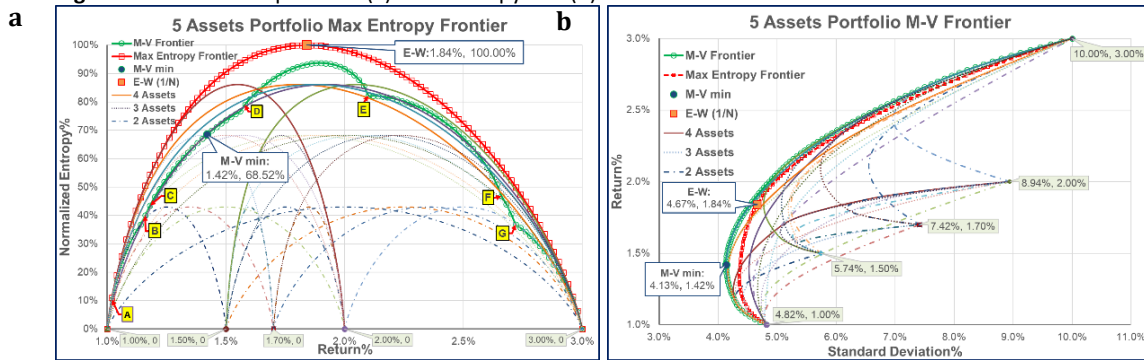 a
5 Assets Portfolio Max Entropy Frontier
Normalized Entropy%
100%
90%
80%
70%
60%
50%
40%
30%
20%
10%
0%
M-V Frontier
Max Entropy Frontier
M-V min
E-W (1/N)
4 Assets
3 Assets
2 Assets
E-W:1.84%, 100.00%
M-V min:
1.42%, 68.52%
A
B
C
D
E
F
G
1.0%
1.5%
2.0%
2.5%
3.0%
1.00%, 0
1.50%, 0
1.70%, 0
2.00%, 0
3.00%, 0
Return%
b
5 Assets Portfolio M-V Frontier
Return%
3.0%
2.5%
2.0%
1.5%
1.0%
M-V Frontier
Max Entropy Frontier
M-V min
E-W (1/N)
4 Assets
3 Assets
2 Assets
10.00%, 3.00%
8.94%, 2.00%
7.42%, 1.70%
5.74%, 1.50%
4.82%, 1.00%
E-W:
4.67%, 1.84%
M-V min:
4.13%, 1.42%
3.0%
4.0%
5.0%
6.0%
7.0%
8.0%
9.0%
10.0%
11.0%
Standard Deviation%